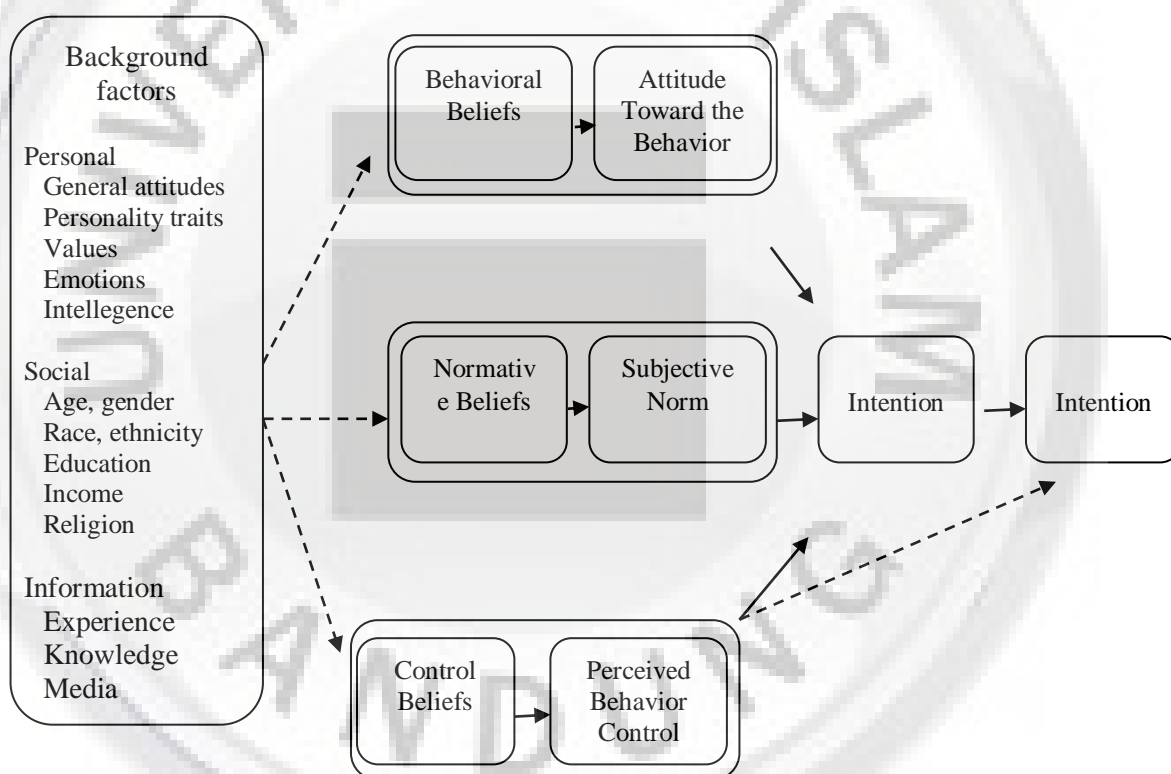 Background
factors
Personal
General attitudes
Personality traits
Values
Emotions
Intellegence
Social
Age, gender
Race, ethnicity
Education
Income
Religion
Information
Experience
Knowledge
Media
Behavioral
Beliefs
Attitude
Toward the
Behavior
Normativ
e Beliefs
Subjective
Norm
Intention
Intention
Control
Beliefs
Perceived
Behavior
Control
ISLAM
BANDUNG